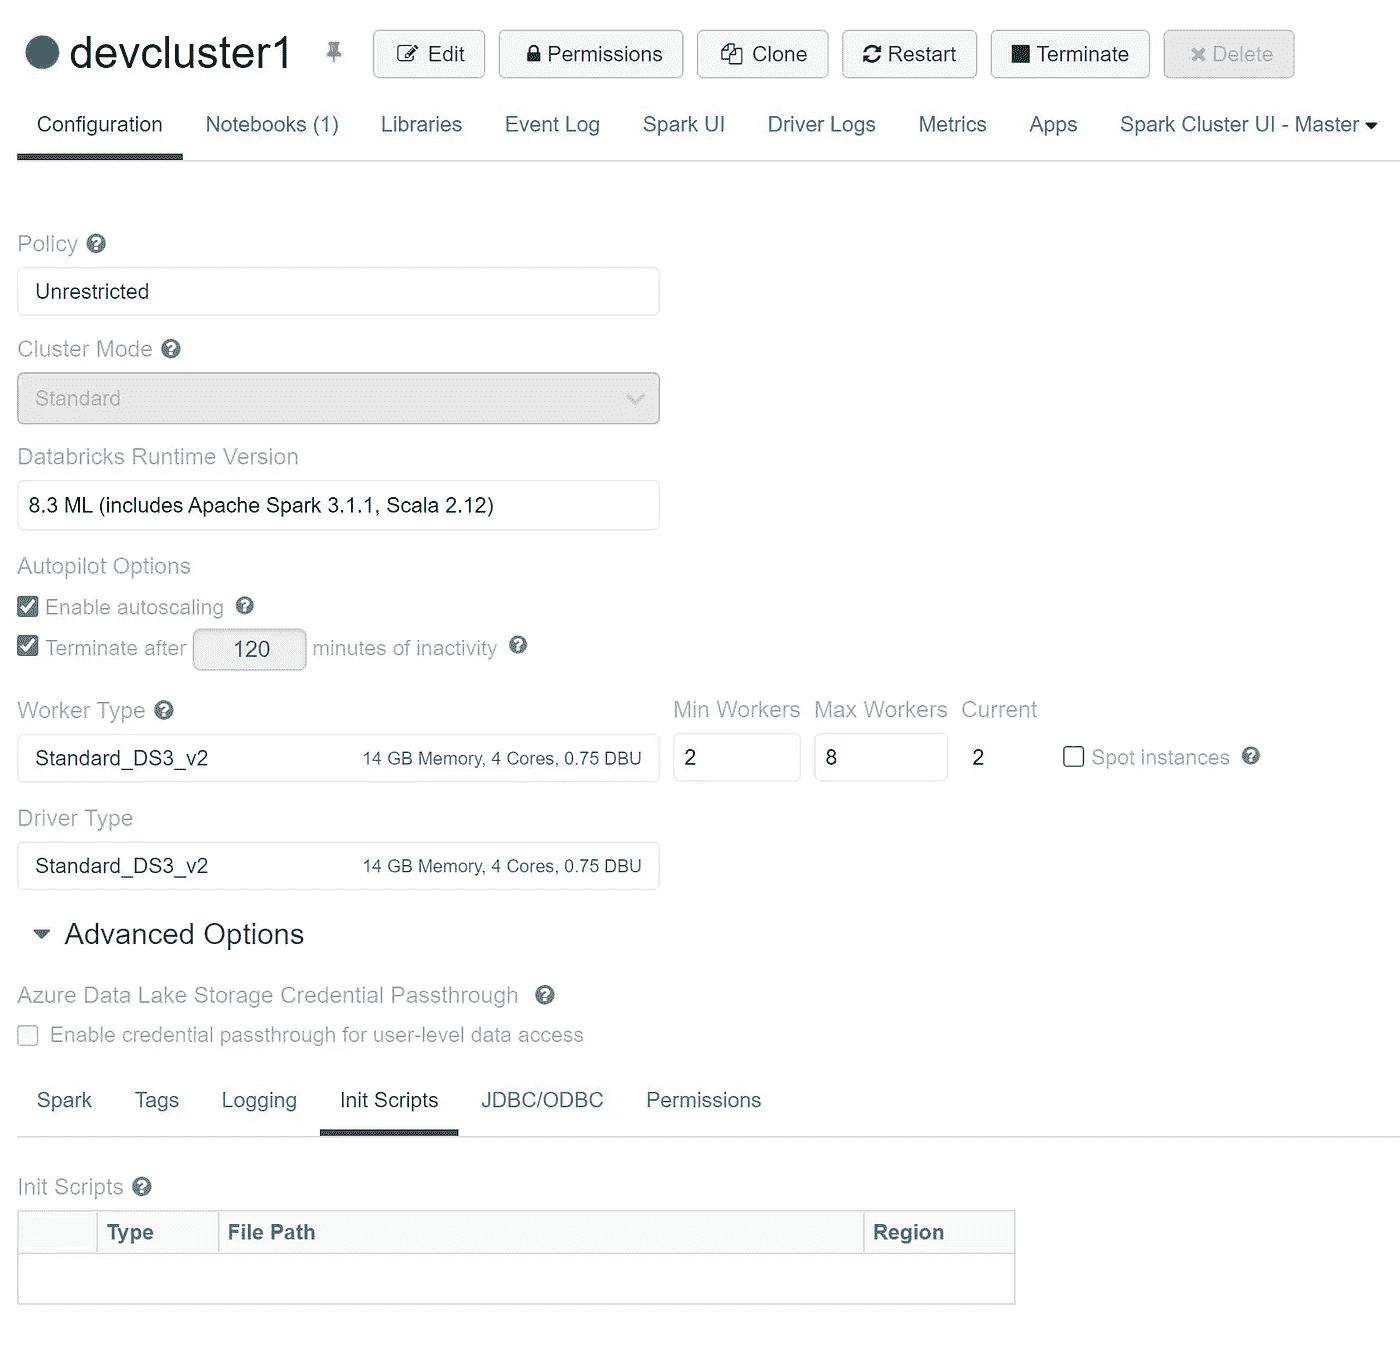 devcluster1 Edit Permissions Clone Restart Terminate Delete
Configuration Notebooks (1) Libraries Event Log Spark UI Driver Logs Metrics Apps Spark Cluster UI - Master
Policy
Unrestricted
Cluster Mode
Standard
Databricks Runtime Version
8.3 ML (includes Apache Spark 3.1.1, Scala 2.12)
Autopilot Options
Enable autoscaling
Terminate after 120 minutes of inactivity
Worker Type Min Workers Max Workers Current
Standard_DS3_v2 14 GB Memory, 4 Cores, 0.75 DBU 2 8 2 Spot instances
Driver Type
Standard_DS3_v2 14 GB Memory, 4 Cores, 0.75 DBU
Advanced Options
Azure Data Lake Storage Credential Passthrough
Enable credential passthrough for user-level data access
Spark Tags Logging Init Scripts JDBC/ODBC Permissions
Init Scripts
Type File Path Region